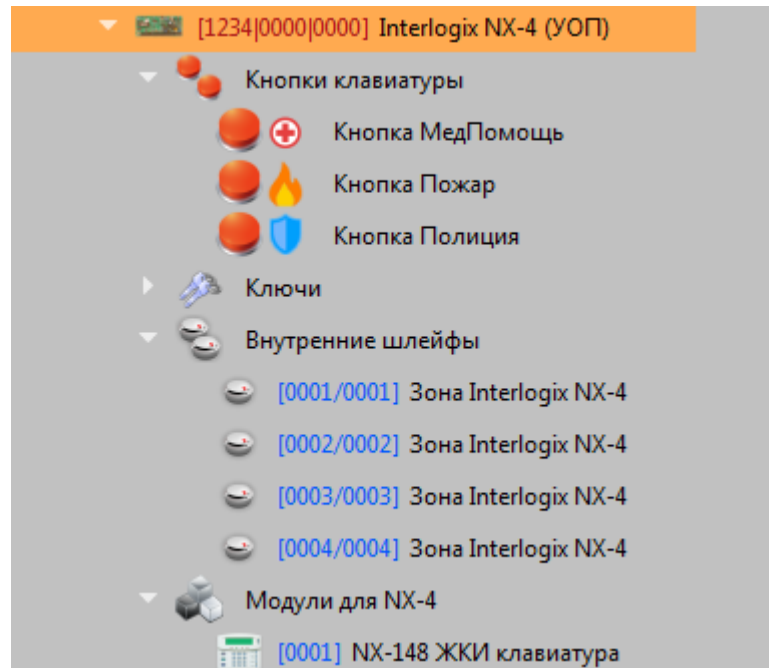 [1234|0000|0000] Interlogix NX-4 (УОП)
Кнопки клавиатуры
Кнопка МедПомощь
Кнопка Пожар
Кнопка Полиция
Ключи
Внутренние шлейфы
[0001/0001] Зона Interlogix NX-4
[0002/0002] Зона Interlogix NX-4
[0003/0003] Зона Interlogix NX-4
[0004/0004] Зона Interlogix NX-4
Модули для NX-4
[0001] NX-148 ЖКИ клавиатура